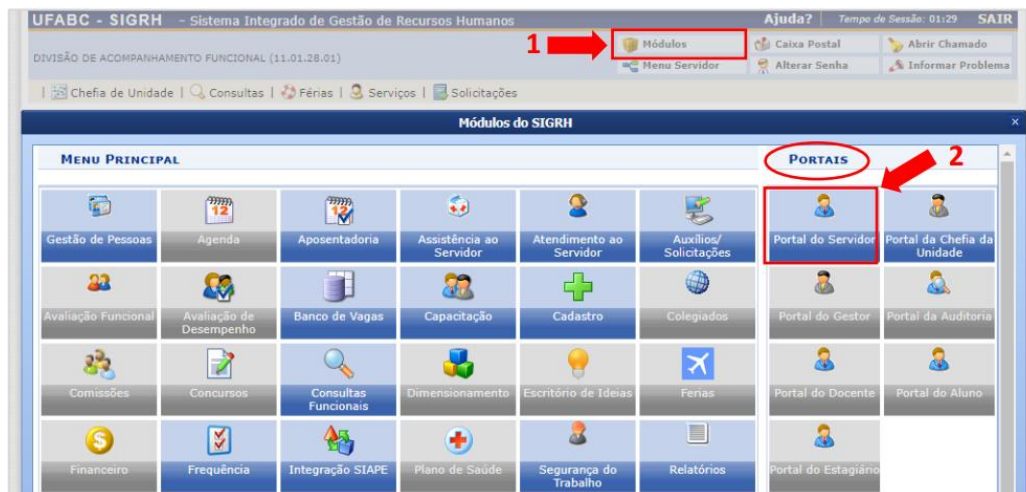 UFABC - SIGRH - Sistema Integrado de Gestão de Recursos Humanos
Ajuda? Tempo de Sessão: 01:29 SAIR
1
Módulos
Caixa Postal
Abrir Chamado
DIVISÃO DE ACOMPANHAMENTO FUNCIONAL (11.01.28.01)
Menu Servidor
Alterar Senha
Informar Problema
| Chefia de Unidade | Consultas | Férias | Serviços | Solicitações
Módulos do SIGRH ×
MENU PRINCIPAL
PORTAIS
2
12
12
Gestão de Pessoas
Agenda
Aposentadoria
Assistência ao
Servidor
Atendimento ao
Servidor
Auxílios/
Solicitações
Portal do Servidor
Portal da Chefia da
Unidade
Avaliação Funcional
Avaliação de
Desempenho
Banco de Vagas
Capacitação
Cadastro
Colegiados
Portal do Gestor
Portal da Auditoria
Comissões
Concursos
Consultas
Funcionais
Dimensionamento
Escritório de Ideias
Ferias
Portal do Docente
Portal do Aluno
Financeiro
Frequência
Integração SIAPE
Plano de Saúde
Segurança do
Trabalho
Relatórios
Portal do Estagiário